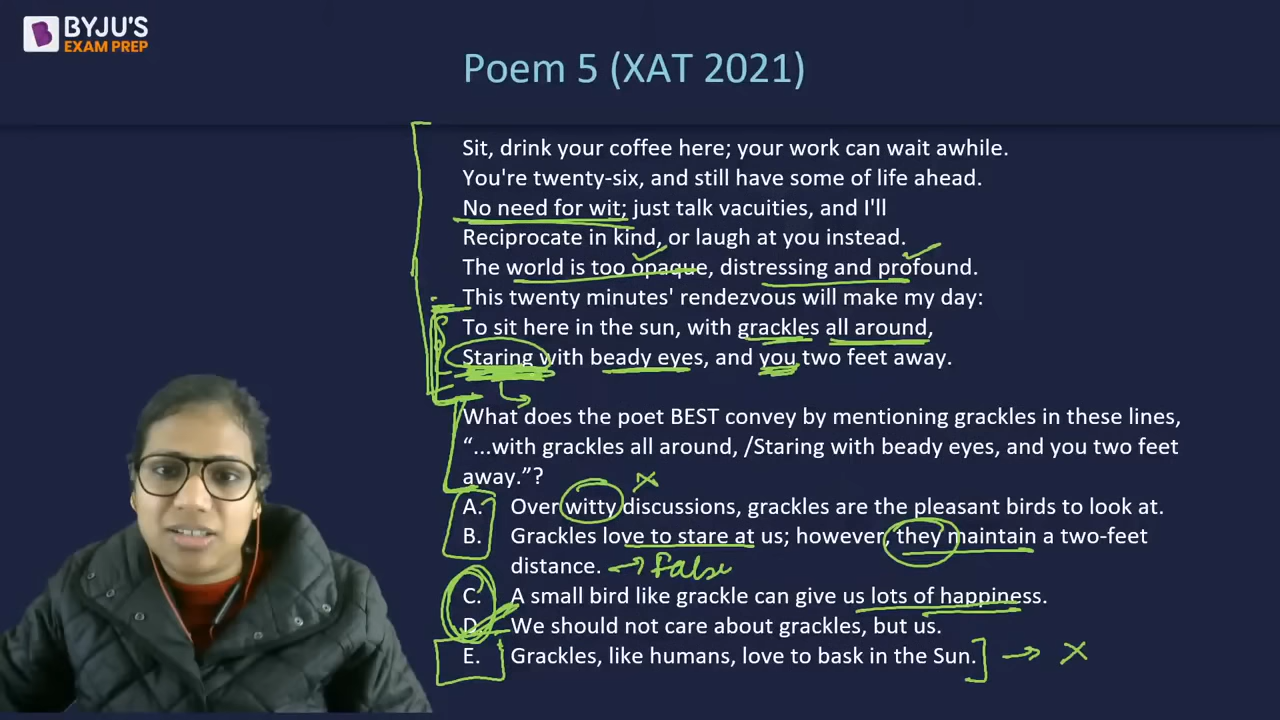 BYJU'S
EXAM PREP
Poem 5 (XAT 2021)
Sit, drink your coffee here; your work can wait awhile.
You're twenty-six, and still have some of life ahead.
No need for wit; just talk vacuities, and I'll
Reciprocate in kind, or laugh at you instead.
The world is too opaque, distressing and profound.
This twenty minutes' rendezvous will make my day:
To sit here in the sun, with grackles all around,
Staring with beady eyes, and you two feet away.
What does the poet BEST convey by mentioning grackles in these lines,
“...with grackles all around, /Staring with beady eyes, and you two feet
away.”?
A. Over witty discussions, grackles are the pleasant birds to look at.
B. Grackles love to stare at us; however, they maintain a two-feet
distance. → False
C. A small bird like grackle can give us lots of happiness.
D. We should not care about grackles, but us.
E. Grackles, like humans, love to bask in the Sun. → X